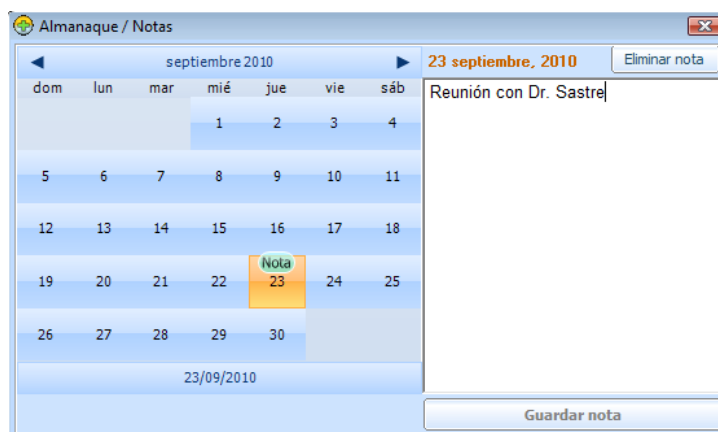 Almanaque / Notas
septiembre 2010
23 septiembre, 2010
Eliminar nota
dom lun mar mié jue vie sáb
Reunión con Dr. Sastre
1 2 3 4
5 6 7 8 9 10 11
12 13 14 15 16 17 18
Nota
19 20 21 22 23 24 25
26 27 28 29 30
23/09/2010
Guardar nota